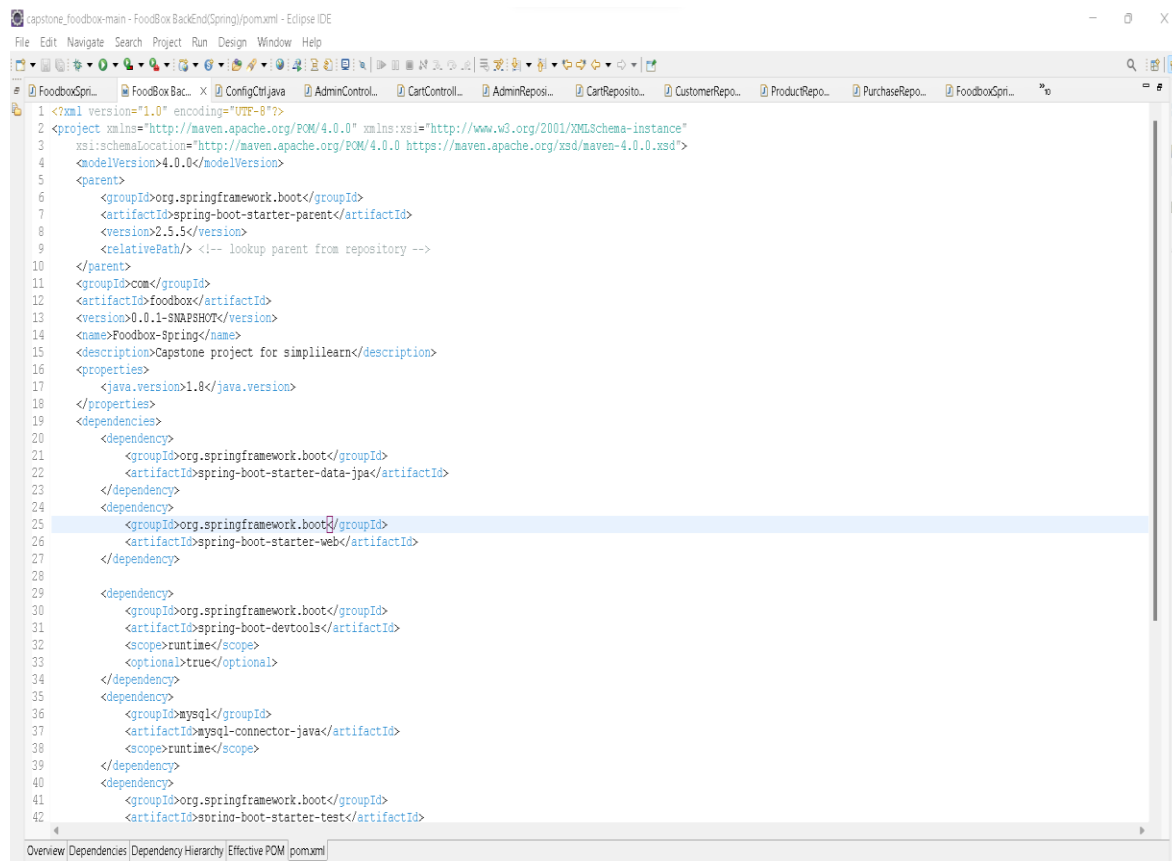 capstone_foodbox-main - FoodBox BackEnd(Spring)/pom.xml - Eclipse IDE
File Edit Navigate Search Project Run Design Window Help
FoodboxSpri... FoodBox Bac... X ConfigCtrl.java AdminControl... CartControll... AdminReposi... CartReposito... CustomerRepo... ProductRepo... PurchaseRepo... FoodboxSpri... »10
1 <?xml version="1.0" encoding="UTF-8"?>
2 <project xmlns="http://maven.apache.org/POM/4.0.0" xmlns:xsi="http://www.w3.org/2001/XMLSchema-instance"
3 xsi:schemaLocation="http://maven.apache.org/POM/4.0.0 https://maven.apache.org/xsd/maven-4.0.0.xsd">
4 <modelVersion>4.0.0</modelVersion>
5 <parent>
6 <groupId>org.springframework.boot</groupId>
7 <artifactId>spring-boot-starter-parent</artifactId>
8 <version>2.5.5</version>
9 <relativePath/> <!-- lookup parent from repository -->
10 </parent>
11 <groupId>com</groupId>
12 <artifactId>foodbox</artifactId>
13 <version>0.0.1-SNAPSHOT</version>
14 <name>Foodbox-Spring</name>
15 <description>Capstone project for simplilearn</description>
16 <properties>
17 <java.version>1.8</java.version>
18 </properties>
19 <dependencies>
20 <dependency>
21 <groupId>org.springframework.boot</groupId>
22 <artifactId>spring-boot-starter-data-jpa</artifactId>
23 </dependency>
24 <dependency>
25 <groupId>org.springframework.boot</groupId>
26 <artifactId>spring-boot-starter-web</artifactId>
27 </dependency>
28
29 <dependency>
30 <groupId>org.springframework.boot</groupId>
31 <artifactId>spring-boot-devtools</artifactId>
32 <scope>runtime</scope>
33 <optional>true</optional>
34 </dependency>
35 <dependency>
36 <groupId>mysql</groupId>
37 <artifactId>mysql-connector-java</artifactId>
38 <scope>runtime</scope>
39 </dependency>
40 <dependency>
41 <groupId>org.springframework.boot</groupId>
42 <artifactId>spring-boot-starter-test</artifactId>
Overview Dependencies Dependency Hierarchy Effective POM pom.xml